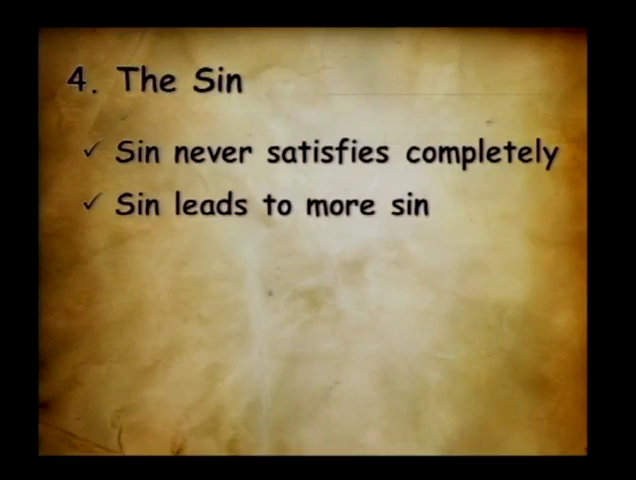 4. The Sin
✓ Sin never satisfies completely
✓ Sin leads to more sin